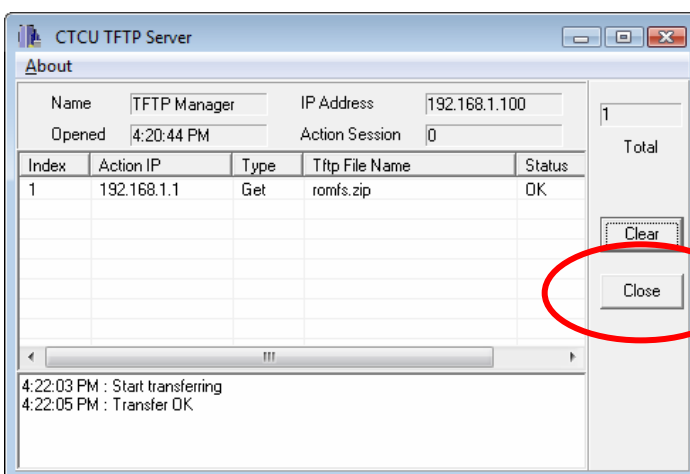 CTCU TFTP Server
About
Name TFTP Manager IP Address 192.168.1.100
Opened 4:20:44 PM Action Session 0
1
Total
Index Action IP Type Tftp File Name Status
1 192.168.1.1 Get romfs.zip OK
Clear
Close
4:22:03 PM : Start transferring
4:22:05 PM : Transfer OK